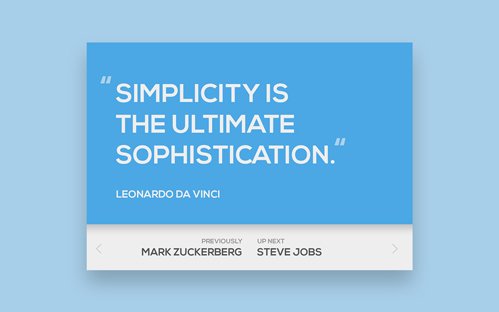 “SIMPLICITY IS
THE ULTIMATE
SOPHISTICATION.”
LEONARDO DA VINCI
PREVIOUSLY
MARK ZUCKERBERG
UP NEXT
STEVE JOBS